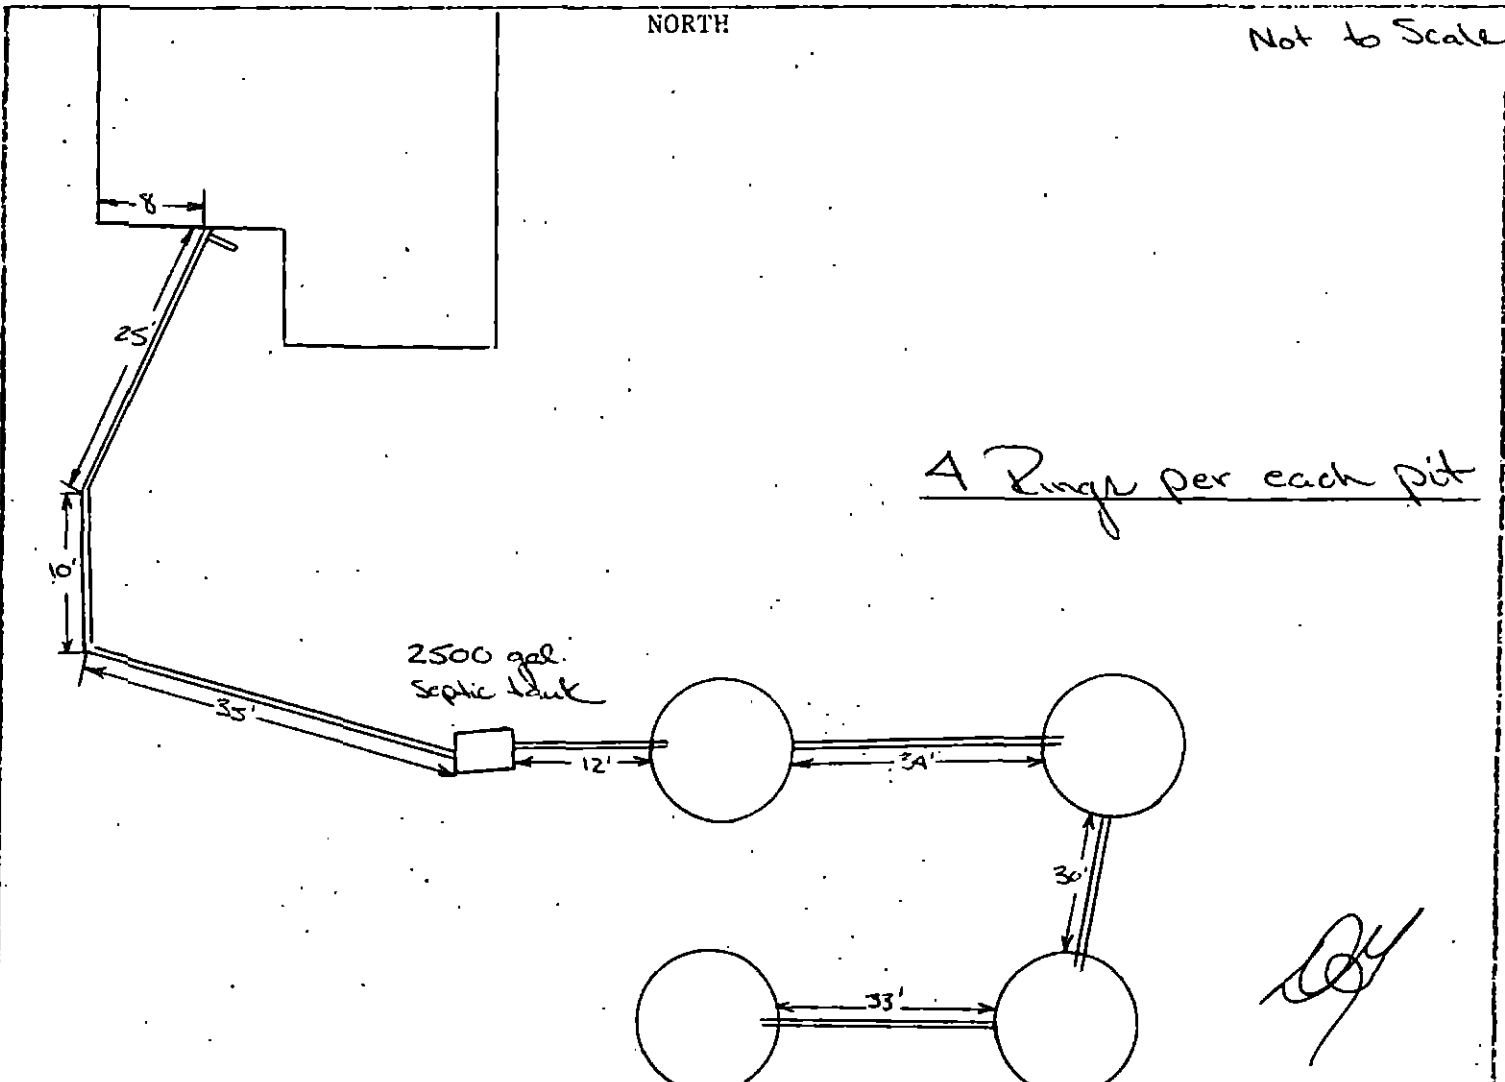 NORTH
Not to Scale
8
25'
35'
2500 gal.
Septic tank
12'
34'
4 Rings per each pit
30'
33'